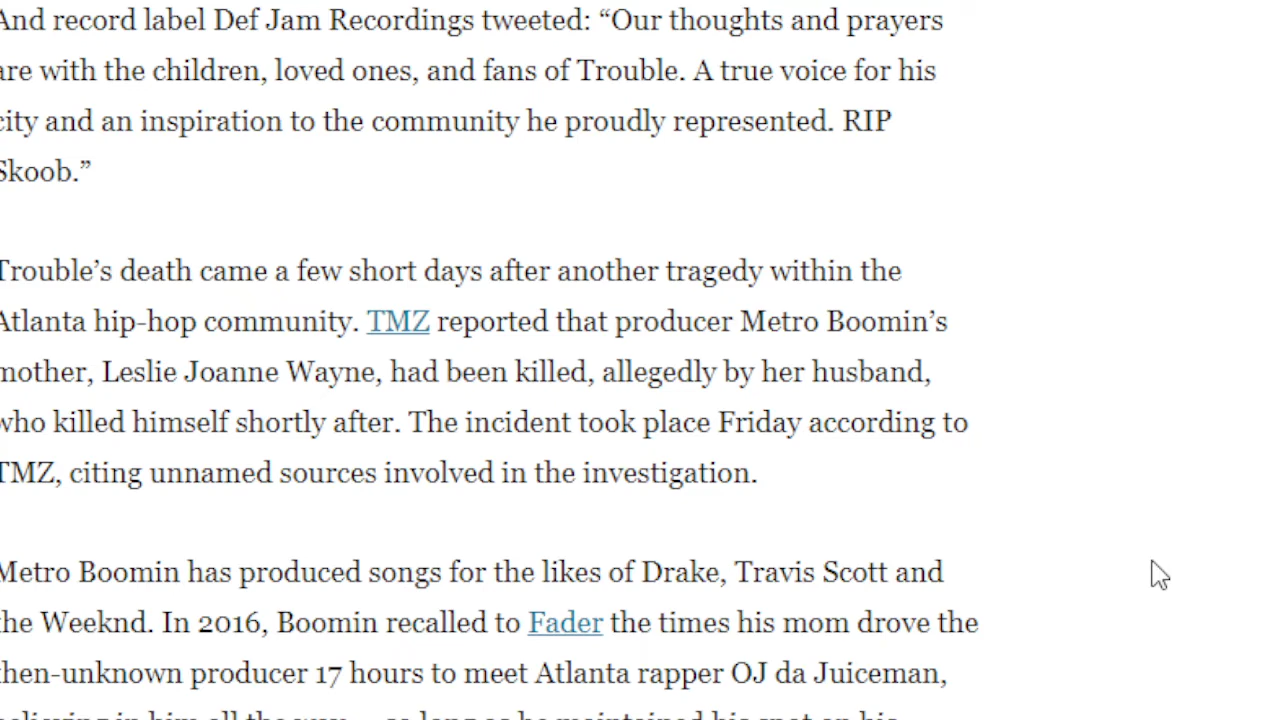 And record label Def Jam Recordings tweeted: “Our thoughts and prayers
are with the children, loved ones, and fans of Trouble. A true voice for his
city and an inspiration to the community he proudly represented. RIP
Skoob.”
Trouble’s death came a few short days after another tragedy within the
Atlanta hip-hop community. TMZ reported that producer Metro Boomin’s
mother, Leslie Joanne Wayne, had been killed, allegedly by her husband,
who killed himself shortly after. The incident took place Friday according to
TMZ, citing unnamed sources involved in the investigation.
Metro Boomin has produced songs for the likes of Drake, Travis Scott and
the Weeknd. In 2016, Boomin recalled to Fader the times his mom drove the
then-unknown producer 17 hours to meet Atlanta rapper OJ da Juiceman,